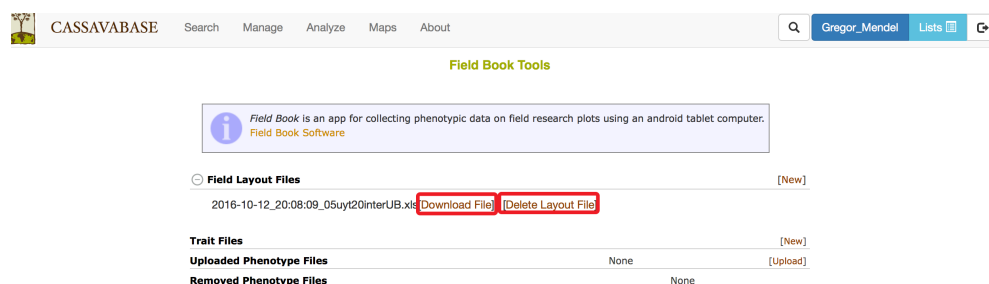 CASSAVABASE Search Manage Analyze Maps About Gregor_Mendel Lists
Field Book Tools
Field Book is an app for collecting phenotypic data on field research plots using an android tablet computer.
Field Book Software
Field Layout Files [New]
2016-10-12_20:08:09_05uyt20interUB.xls[Download File] [Delete Layout File]
Trait Files [New]
Uploaded Phenotype Files None [Upload]
Removed Phenotype Files None